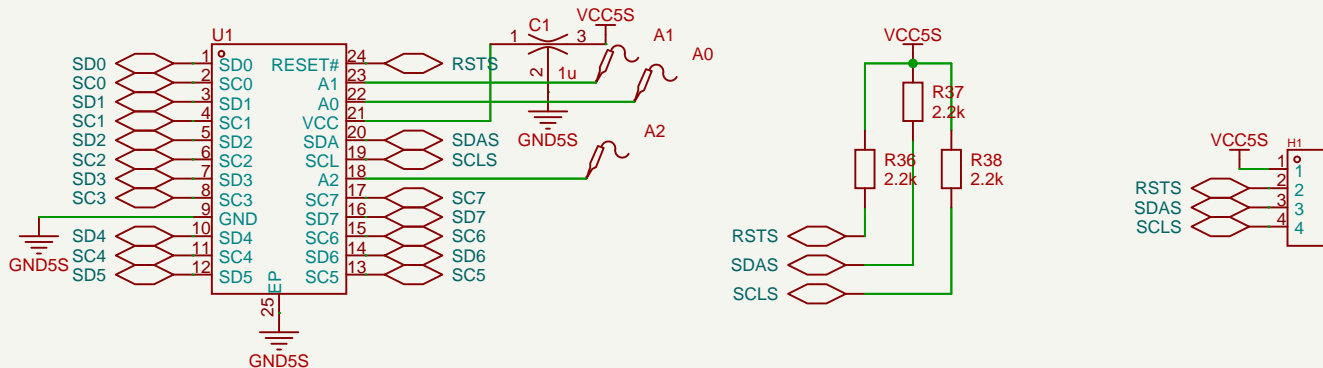 U1
SD0 1 SD0 RESET# 24 RSTS
SC0 2 SC0 A1 23
SD1 3 SD1 A0 22
SC1 4 SC1 VCC 21
SD2 5 SD2 SDA 20 SDAS
SC2 6 SC2 SCL 19 SCLS
SD3 7 SD3 A2 18
SC3 8 SC3 SC7 17 SC7
9 GND SD7 16 SD7
SD4 10 SD4 SC6 15 SC6
SC4 11 SC4 SD6 14 SD6
SD5 12 SD5 SC5 13 SC5
EP
25
GND5S
GND5S
C1
VCC5S
1 3
2 1u
GND5S
A1
A0
A2
VCC5S
R37
2.2k
R36
2.2k
R38
2.2k
RSTS
SDAS
SCLS
H1
VCC5S 1 1
RSTS 2 2
SDAS 3 3
SCLS 4 4